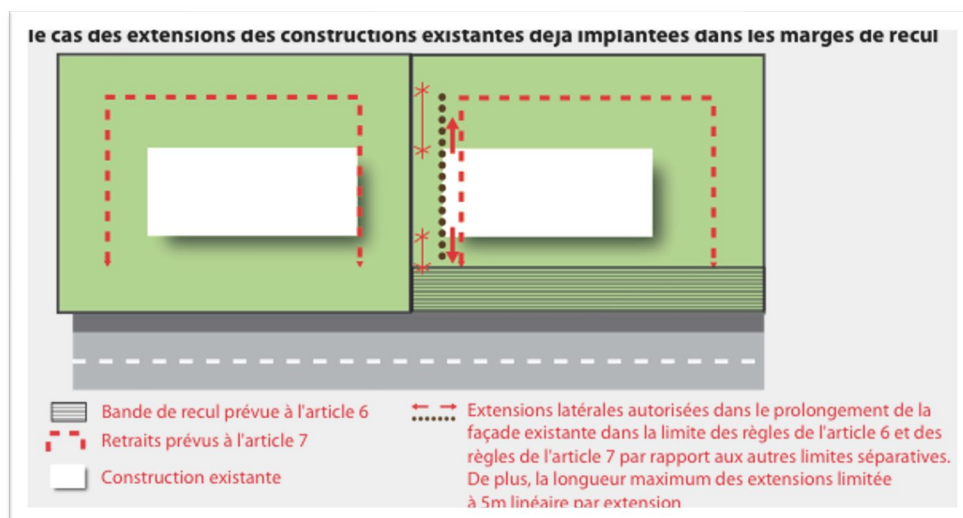 le cas des extensions des constructions existantes déjà implantées dans les marges de recul
Bande de recul prévue à l'article 6
Retraits prévus à l'article 7
Construction existante
Extensions latérales autorisées dans le prolongement de la
façade existante dans la limite des règles de l'article 6 et des
règles de l'article 7 par rapport aux autres limites séparatives.
De plus, la longueur maximum des extensions limitée
à 5m linéaire par extension